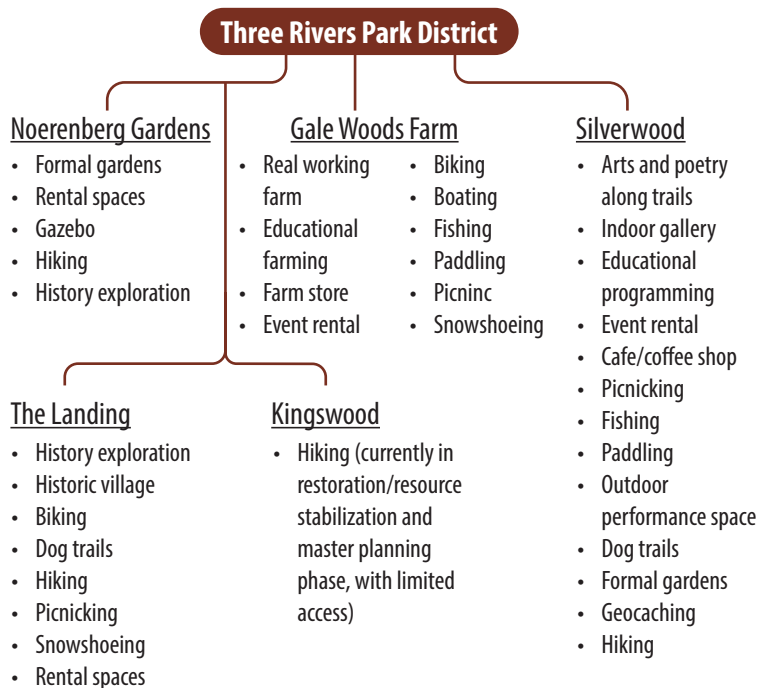 Three Rivers Park District
Noerenberg Gardens
• Formal gardens
• Rental spaces
• Gazebo
• Hiking
• History exploration
Gale Woods Farm
• Real working
farm
• Educational
farming
• Farm store
• Event rental
• Biking
• Boating
• Fishing
• Paddling
• Picninc
• Snowshoeing
Silverwood
• Arts and poetry
along trails
• Indoor gallery
• Educational
programming
• Event rental
• Cafe/coffee shop
• Picnicking
• Fishing
• Paddling
• Outdoor
performance space
• Dog trails
• Formal gardens
• Geocaching
• Hiking
The Landing
• History exploration
• Historic village
• Biking
• Dog trails
• Hiking
• Picnicking
• Snowshoeing
• Rental spaces
Kingswood
• Hiking (currently in
restoration/resource
stabilization and
master planning
phase, with limited
access)